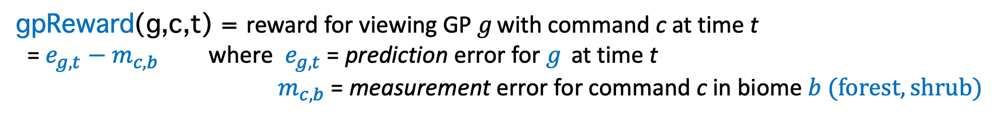 gpReward(g,c,t) = reward for viewing GP g with command c at time t
= e_{g,t} − m_{c,b} where e_{g,t} = prediction error for g at time t
m_{c,b} = measurement error for command c in biome b (forest, shrub)